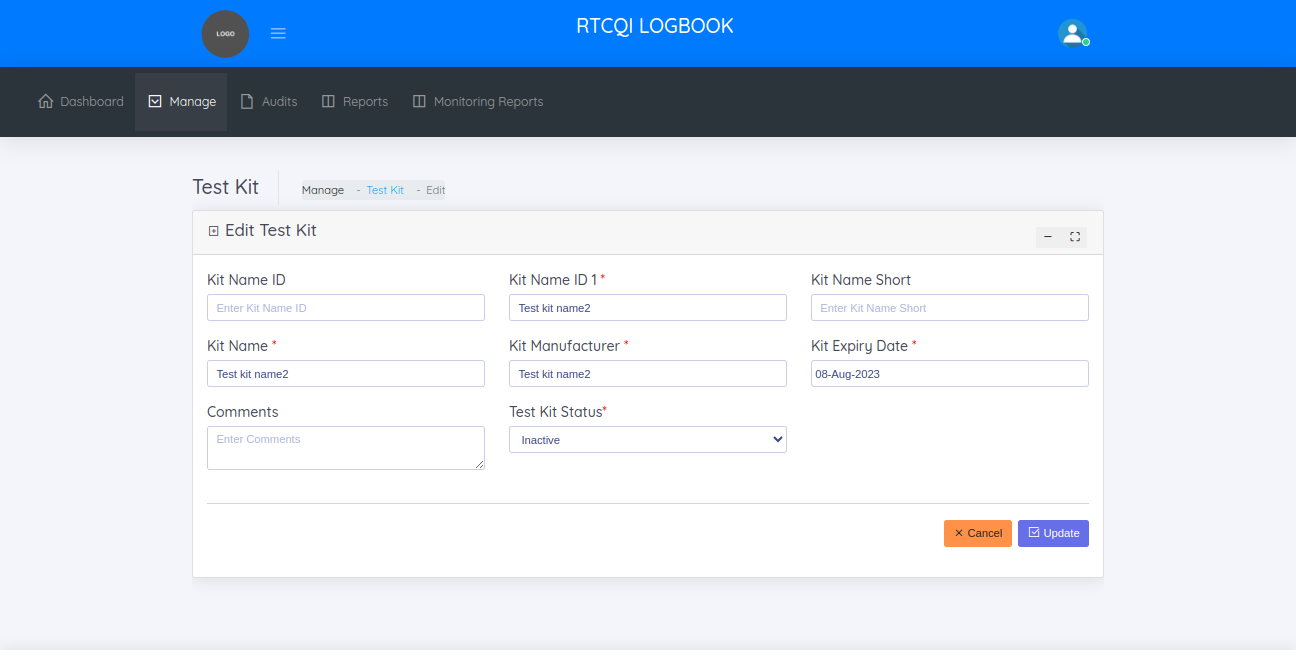 LOGO
RTCQI LOGBOOK
Dashboard Manage Audits Reports Monitoring Reports
Test Kit Manage - Test Kit - Edit
Edit Test Kit
Kit Name ID Kit Name ID 1 * Kit Name Short
Enter Kit Name ID Test kit name2 Enter Kit Name Short
Kit Name * Kit Manufacturer * Kit Expiry Date *
Test kit name2 Test kit name2 08-Aug-2023
Comments Test Kit Status*
Enter Comments Inactive
Cancel Update